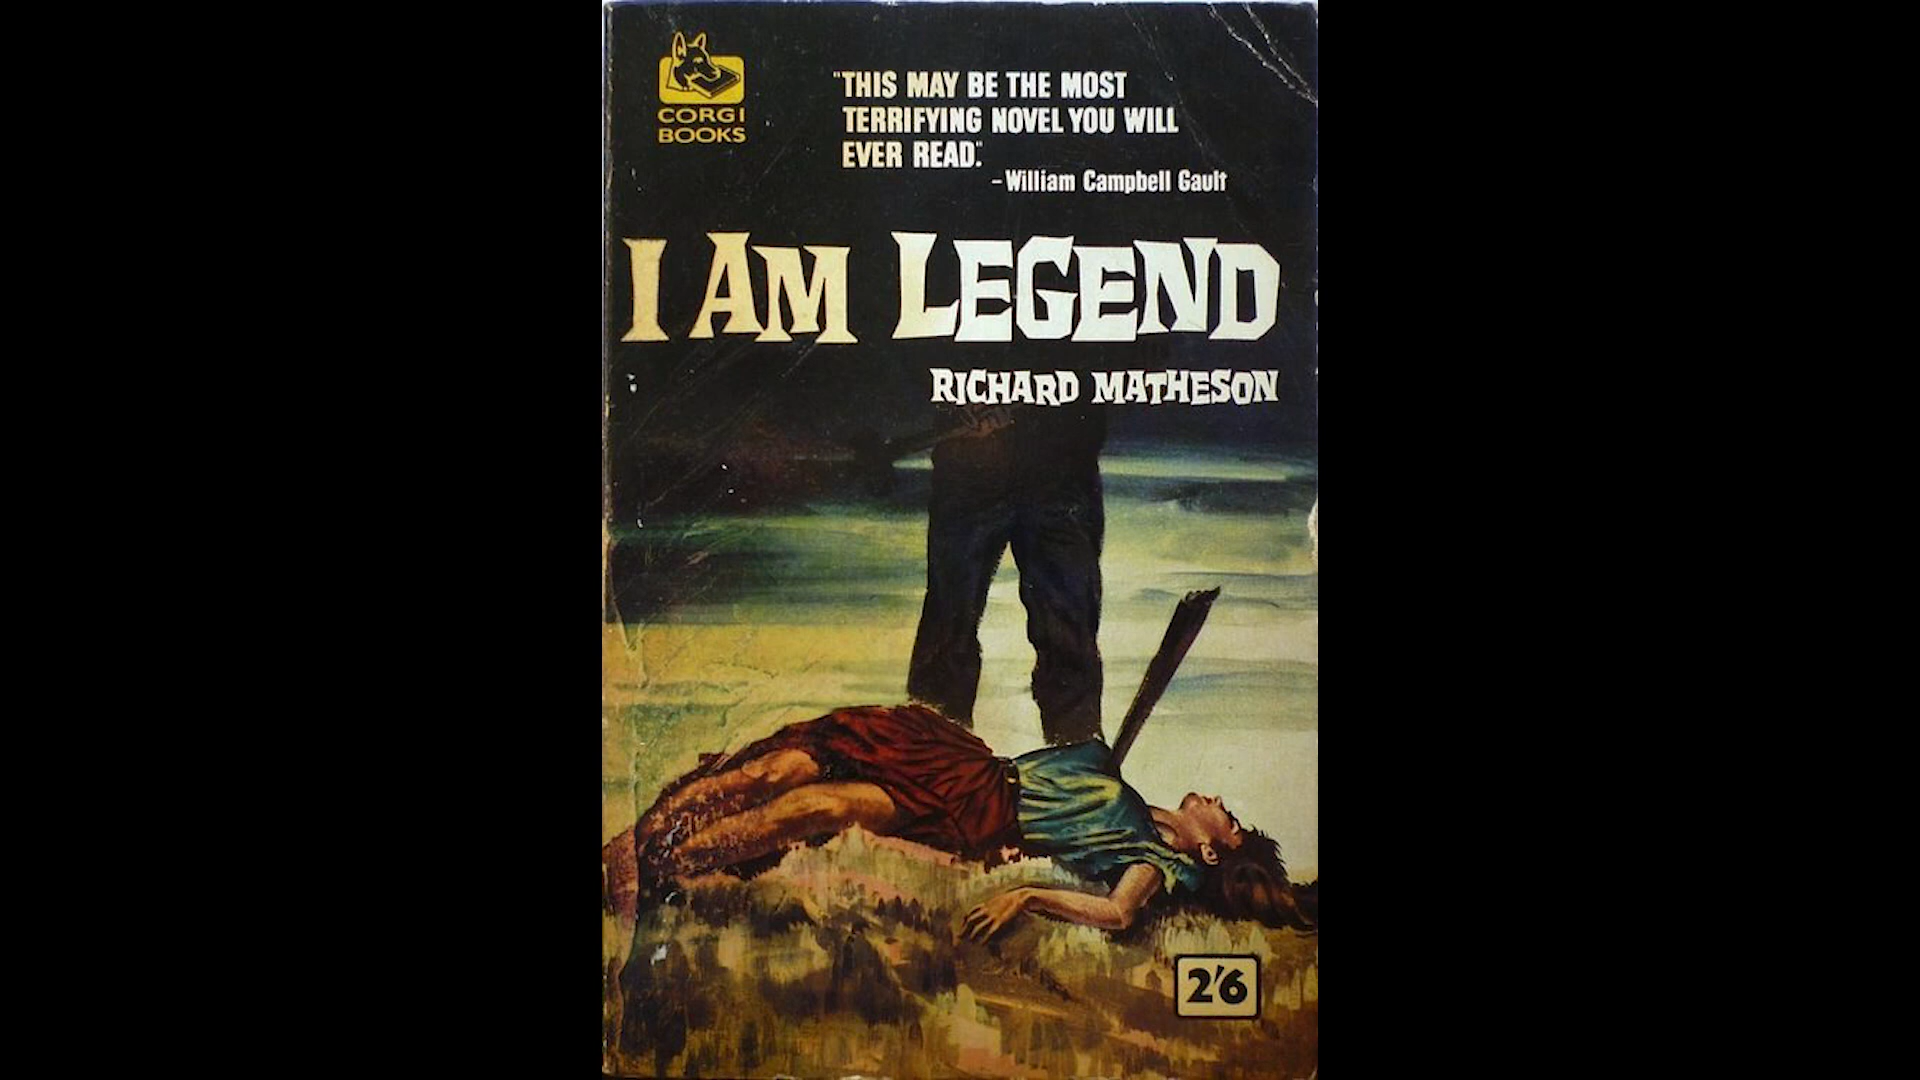 CORGI
BOOKS
"THIS MAY BE THE MOST
TERRIFYING NOVEL YOU WILL
EVER READ."
–William Campbell Gault
I AM LEGEND
RICHARD MATHESON
2'6